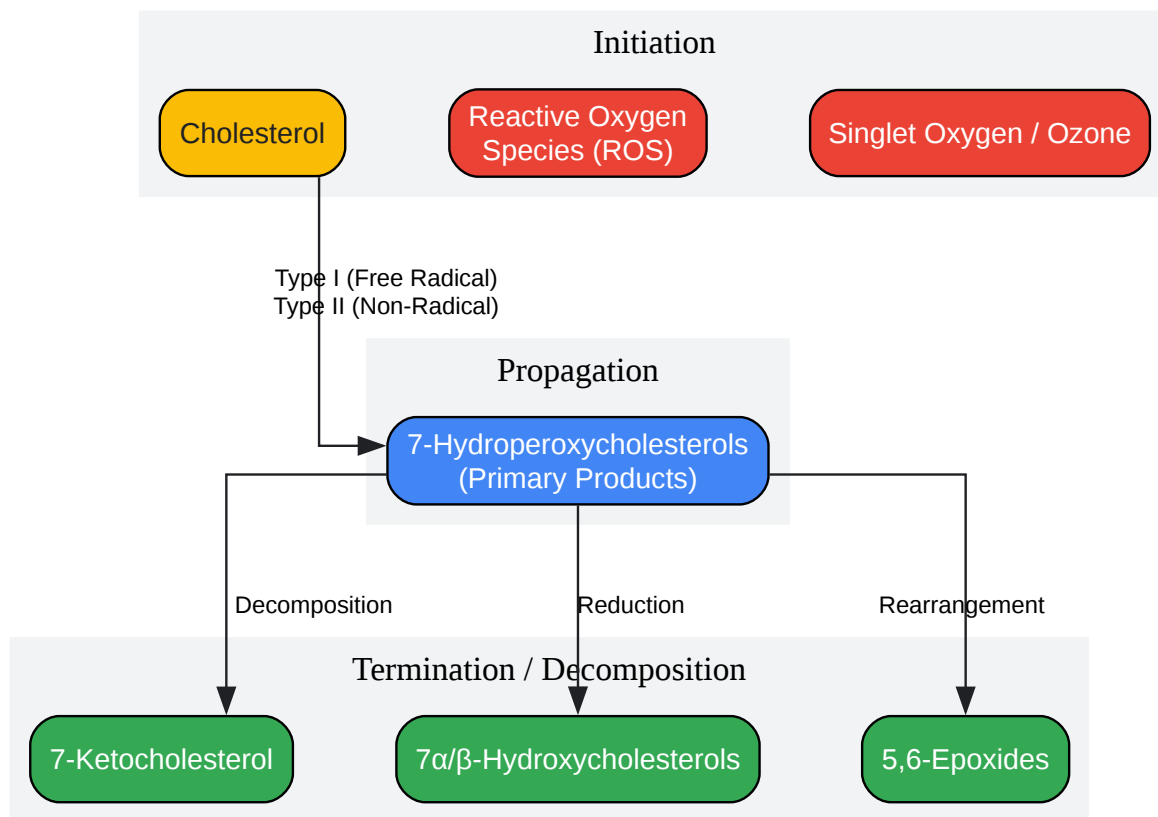 Initiation
Cholesterol
Reactive Oxygen
Species (ROS)
Singlet Oxygen / Ozone
Type I (Free Radical)
Type II (Non-Radical)
Propagation
7-Hydroperoxycholesterols
(Primary Products)
Decomposition
Reduction
Rearrangement
Termination / Decomposition
7-Ketocholesterol
7α/β-Hydroxycholesterols
5,6-Epoxides